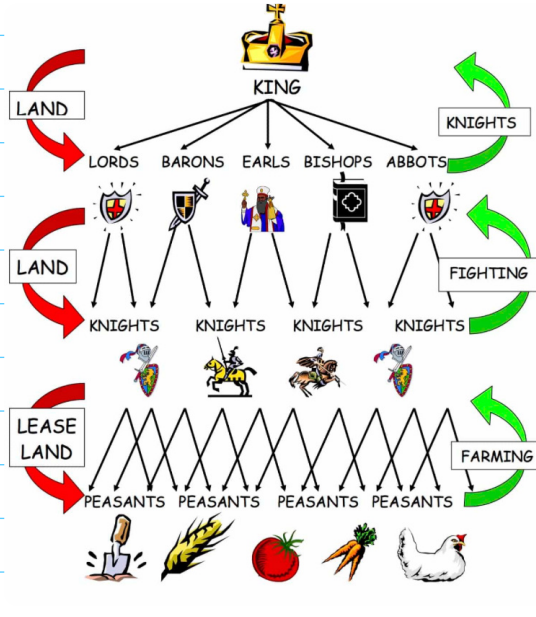 KING
LAND
KNIGHTS
LORDS BARONS EARLS BISHOPS ABBOTS
LAND
FIGHTING
KNIGHTS KNIGHTS KNIGHTS KNIGHTS
LEASE
LAND
FARMING
PEASANTS PEASANTS PEASANTS PEASANTS